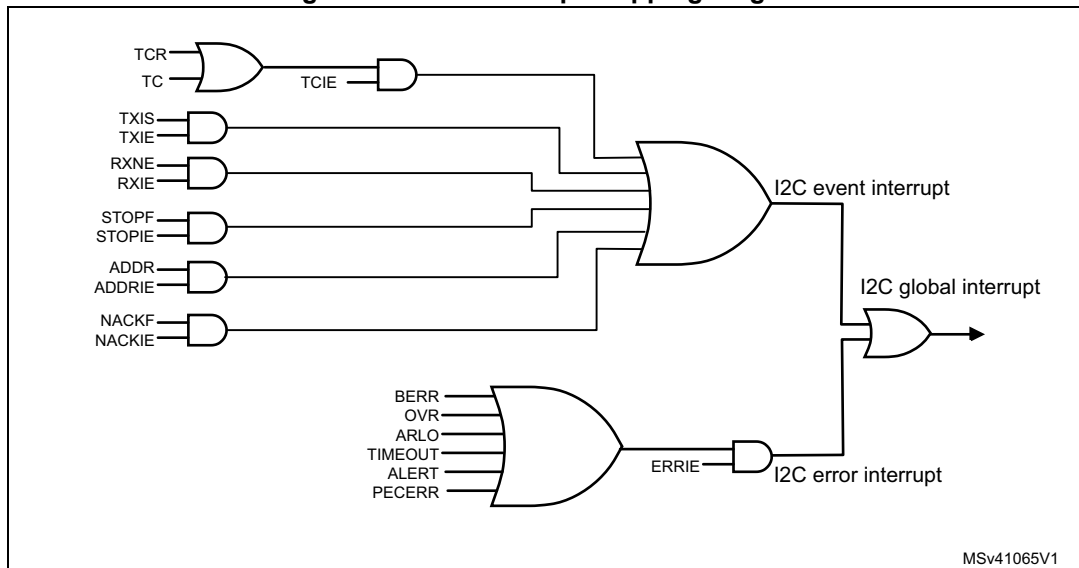 TCR
TC
TCIE
TXIS
TXIE
RXNE
RXIE
STOPF
STOPIE
ADDR
ADDRIE
NACKF
NACKIE
I2C event interrupt
I2C global interrupt
BERR
OVR
ARLO
TIMEOUT
ALERT
PECERR
ERRIE
I2C error interrupt
MSv41065V1